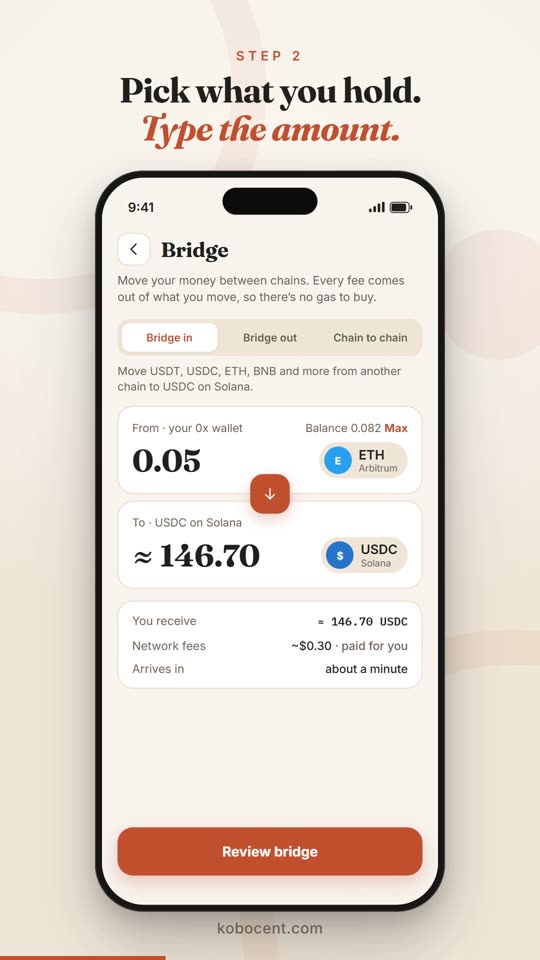 STEP 2
Pick what you hold.
Type the amount.
9:41
Bridge
Move your money between chains. Every fee comes
out of what you move, so there's no gas to buy.
Bridge in Bridge out Chain to chain
Move USDT, USDC, ETH, BNB and more from another
chain to USDC on Solana.
From · your 0x wallet Balance 0.082 Max
0.05 E ETH
Arbitrum
To · USDC on Solana
≈ 146.70 $ USDC
Solana
You receive ≈ 146.70 USDC
Network fees ~$0.30 · paid for you
Arrives in about a minute
Review bridge
kobocent.com